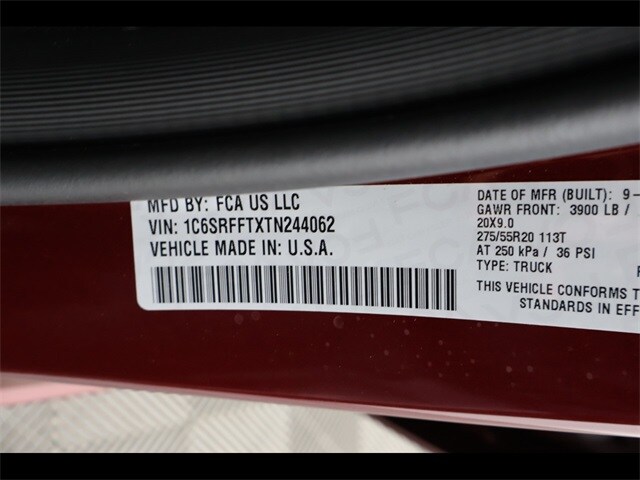 MFD BY: FCA US LLC
VIN: 1C6SRFFTXTN244062
VEHICLE MADE IN: U.S.A.
DATE OF MFR (BUILT): 9-
GAWR FRONT: 3900 LB /
20X9.0
275/55R20 113T
AT 250 kPa / 36 PSI
TYPE: TRUCK
THIS VEHICLE CONFORMS T
STANDARDS IN EFF